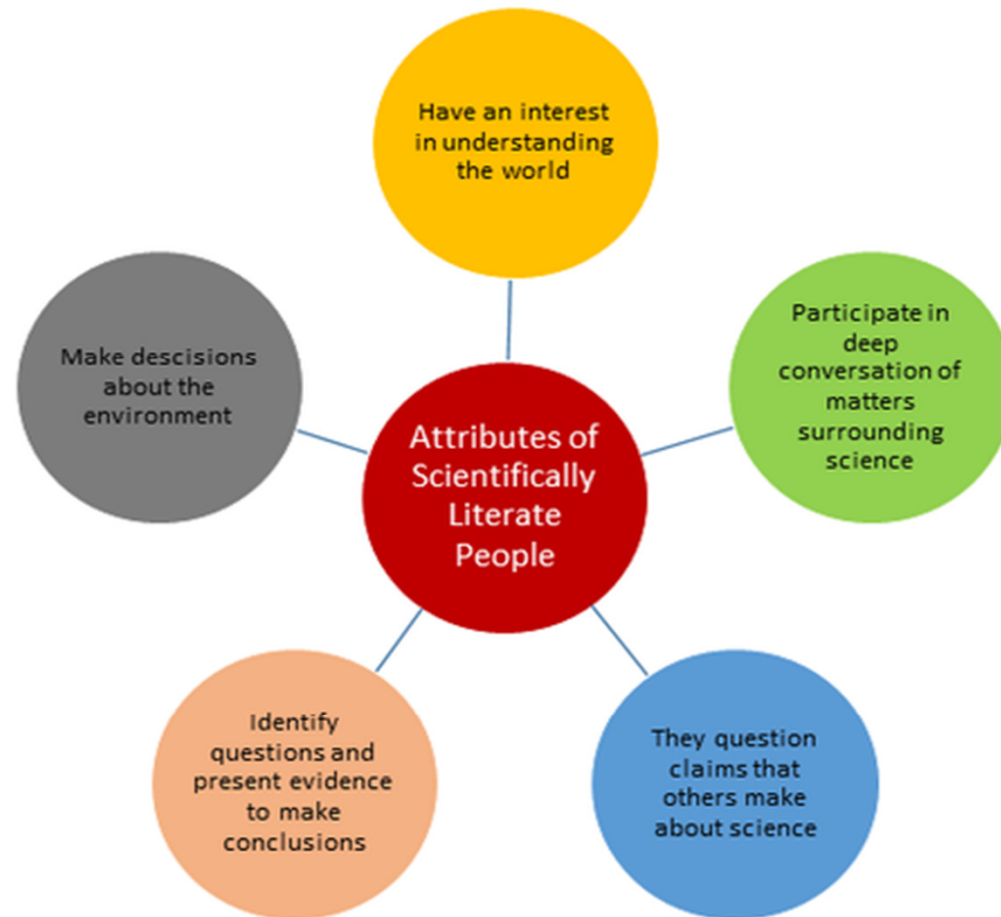 Have an interest
in understanding
the world
Participate in
deep
conversation of
matters
surrounding
science
They question
claims that
others make
about science
Identify
questions and
present evidence
to make
conclusions
Make descisions
about the
environment
Attributes of
Scientifically
Literate
People